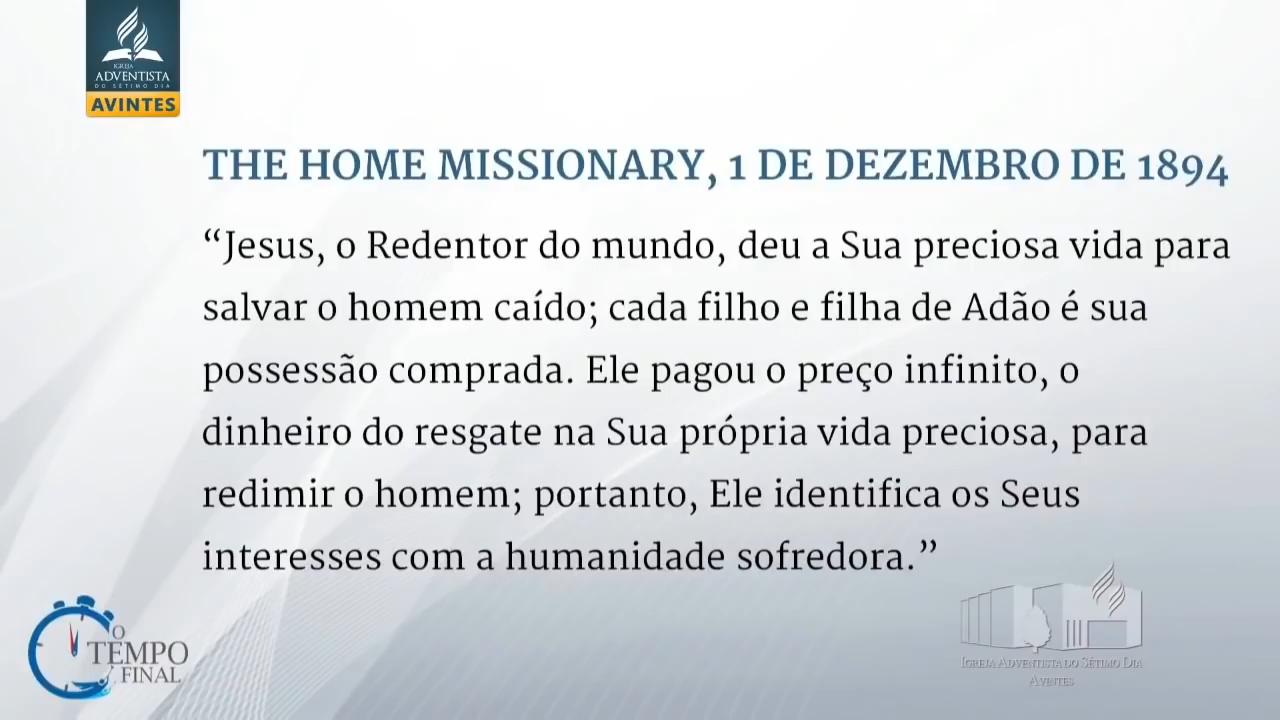 IGREJA
ADVENTISTA
DO SÉTIMO DIA
AVINTES
THE HOME MISSIONARY, 1 DE DEZEMBRO DE 1894
“Jesus, o Redentor do mundo, deu a Sua preciosa vida para
salvar o homem caído; cada filho e filha de Adão é sua
possessão comprada. Ele pagou o preço infinito, o
dinheiro do resgate na Sua própria vida preciosa, para
redimir o homem; portanto, Ele identifica os Seus
interesses com a humanidade sofredora.”
O
TEMPO
FINAL
IGREJA ADVENTISTA DO SÉTIMO DIA
AVINTES